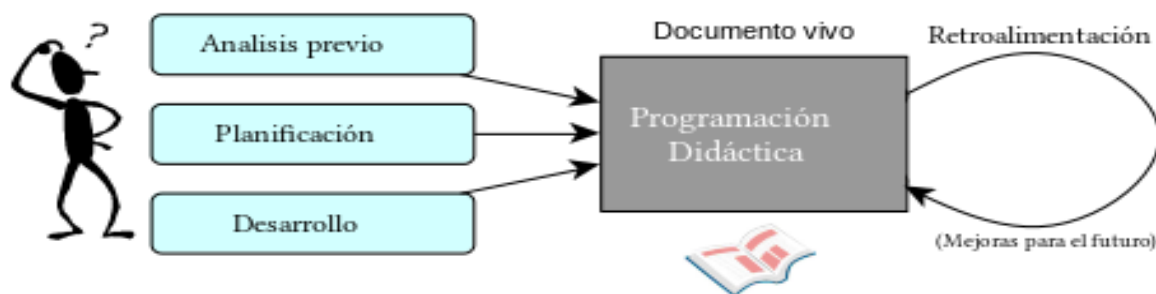 ?
Analisis previo
Planificación
Desarrollo
Documento vivo
Programación
Didáctica
Retroalimentación
(Mejoras para el futuro)